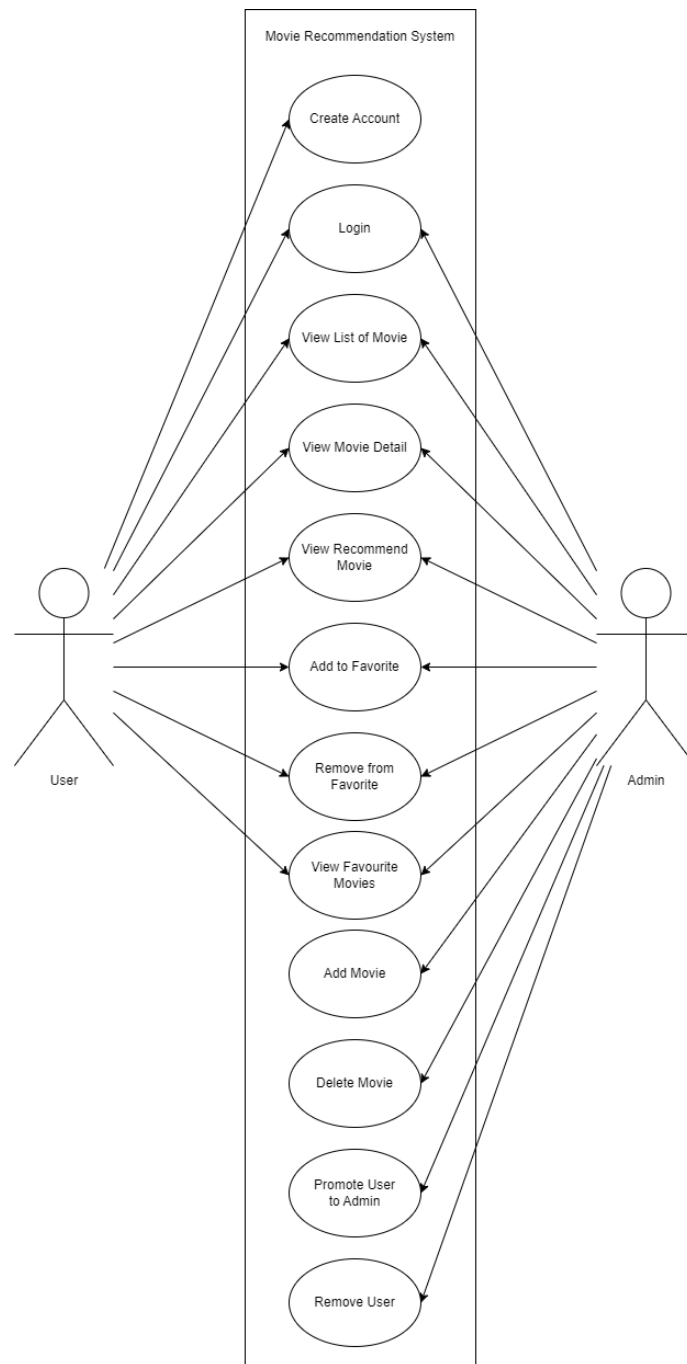 Movie Recommendation System
Create Account
Login
View List of Movie
View Movie Detail
View Recommend
Movie
Add to Favorite
Remove from
Favorite
User
Admin
View Favourite
Movies
Add Movie
Delete Movie
Promote User
to Admin
Remove User